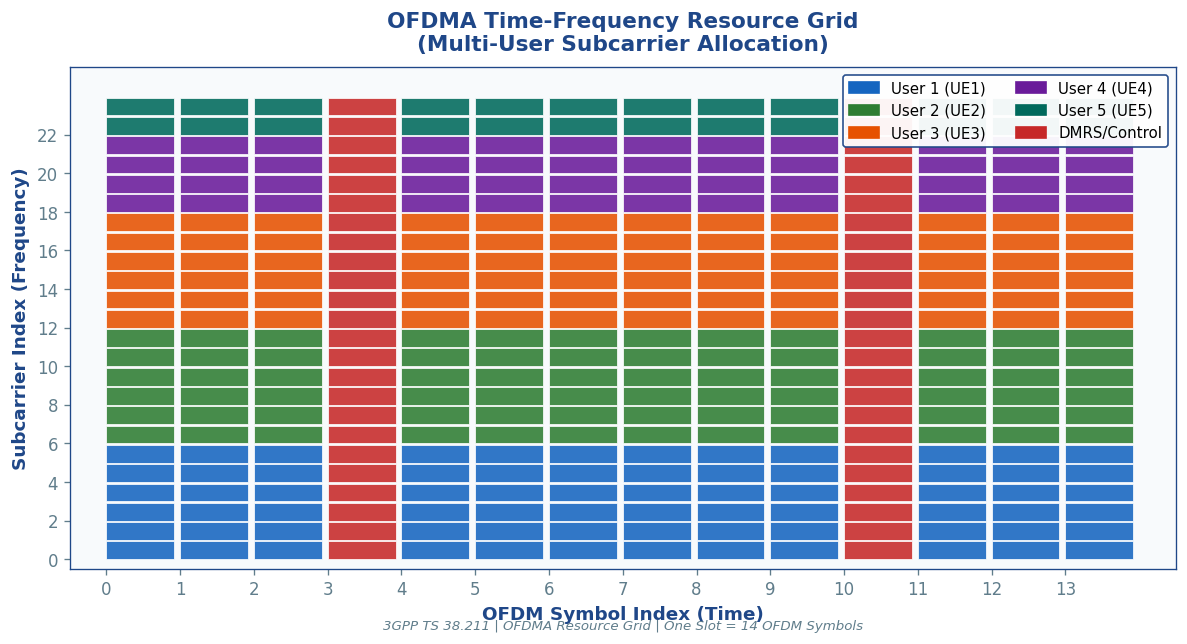 OFDMA Time-Frequency Resource Grid
(Multi-User Subcarrier Allocation)
User 1 (UE1)
User 2 (UE2)
User 3 (UE3)
User 4 (UE4)
User 5 (UE5)
DMRS/Control
Subcarrier Index (Frequency)
22
20
18
16
14
12
10
8
6
4
2
0
0 1 2 3 4 5 6 7 8 9 10 11 12 13
OFDM Symbol Index (Time)
3GPP TS 38.211 | OFDMA Resource Grid | One Slot = 14 OFDM Symbols